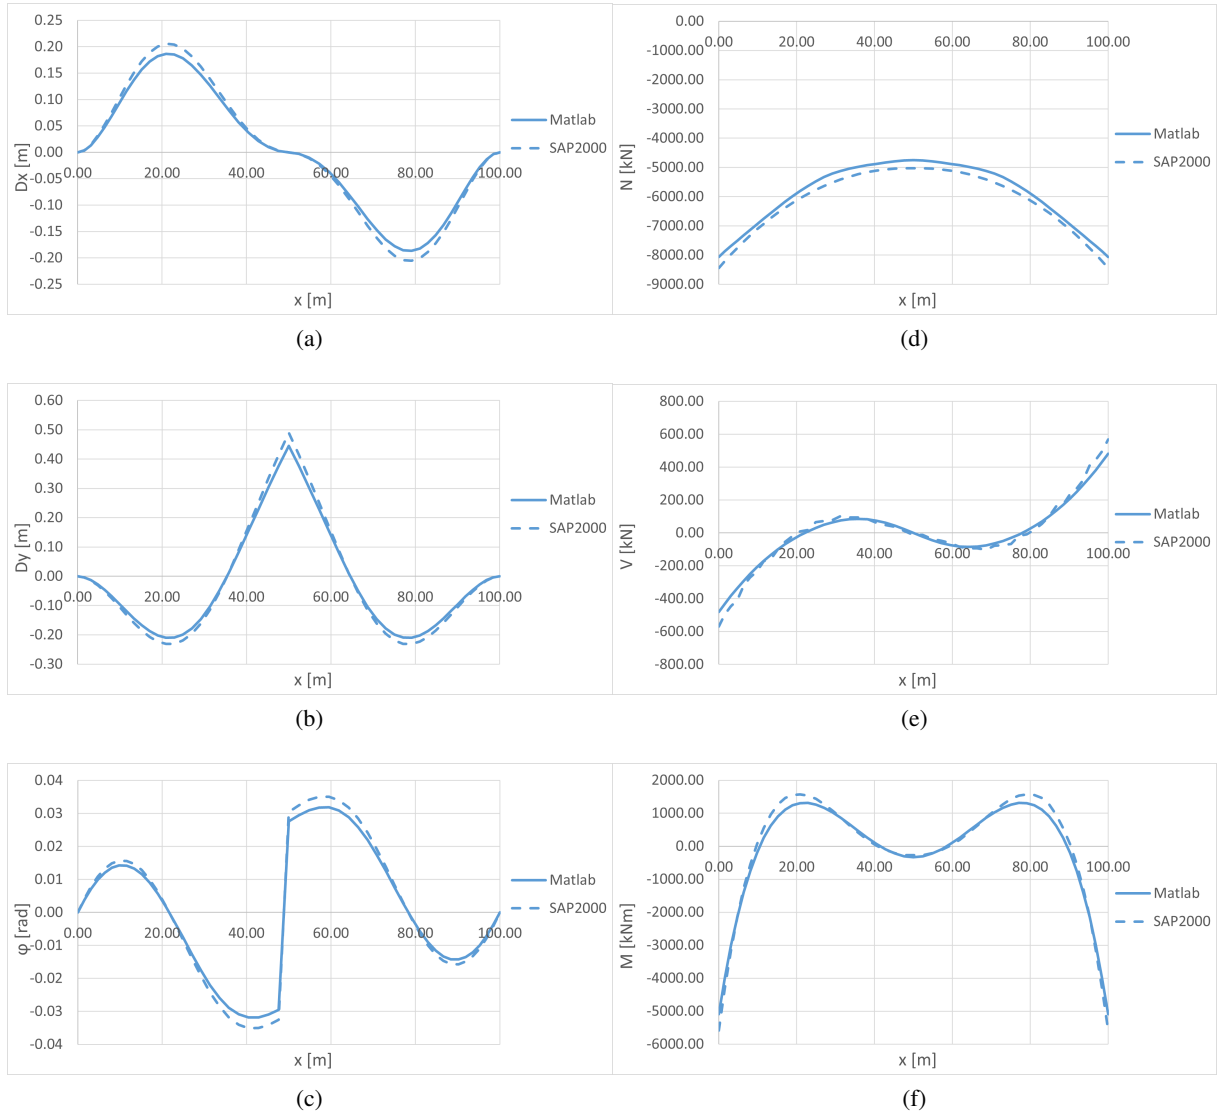 0.25
0.20
0.15
0.10
0.05
0.00
-0.05
-0.10
-0.15
-0.20
-0.25
Dx [m]
0.00 20.00 40.00 60.00 80.00 100.00
x [m]
Matlab
SAP2000
(a)
0.00
-1000.00
-2000.00
-3000.00
-4000.00
-5000.00
-6000.00
-7000.00
-8000.00
-9000.00
N [kN]
0.00 20.00 40.00 60.00 80.00 100.00
x [m]
Matlab
SAP2000
(d)
0.60
0.50
0.40
0.30
0.20
0.10
0.00
-0.10
-0.20
-0.30
Dy [m]
0.00 20.00 40.00 60.00 80.00 100.00
x [m]
Matlab
SAP2000
(b)
800.00
600.00
400.00
200.00
0.00
-200.00
-400.00
-600.00
-800.00
V [kN]
0.00 20.00 40.00 60.00 80.00 100.00
x [m]
Matlab
SAP2000
(e)
0.04
0.03
0.02
0.01
0.00
-0.01
-0.02
-0.03
-0.04
φ [rad]
0.00 20.00 40.00 60.00 80.00 100.00
x [m]
Matlab
SAP2000
(c)
2000.00
1000.00
0.00
-1000.00
-2000.00
-3000.00
-4000.00
-5000.00
-6000.00
M [kNm]
0.00 20.00 40.00 60.00 80.00 100.00
x [m]
Matlab
SAP2000
(f)